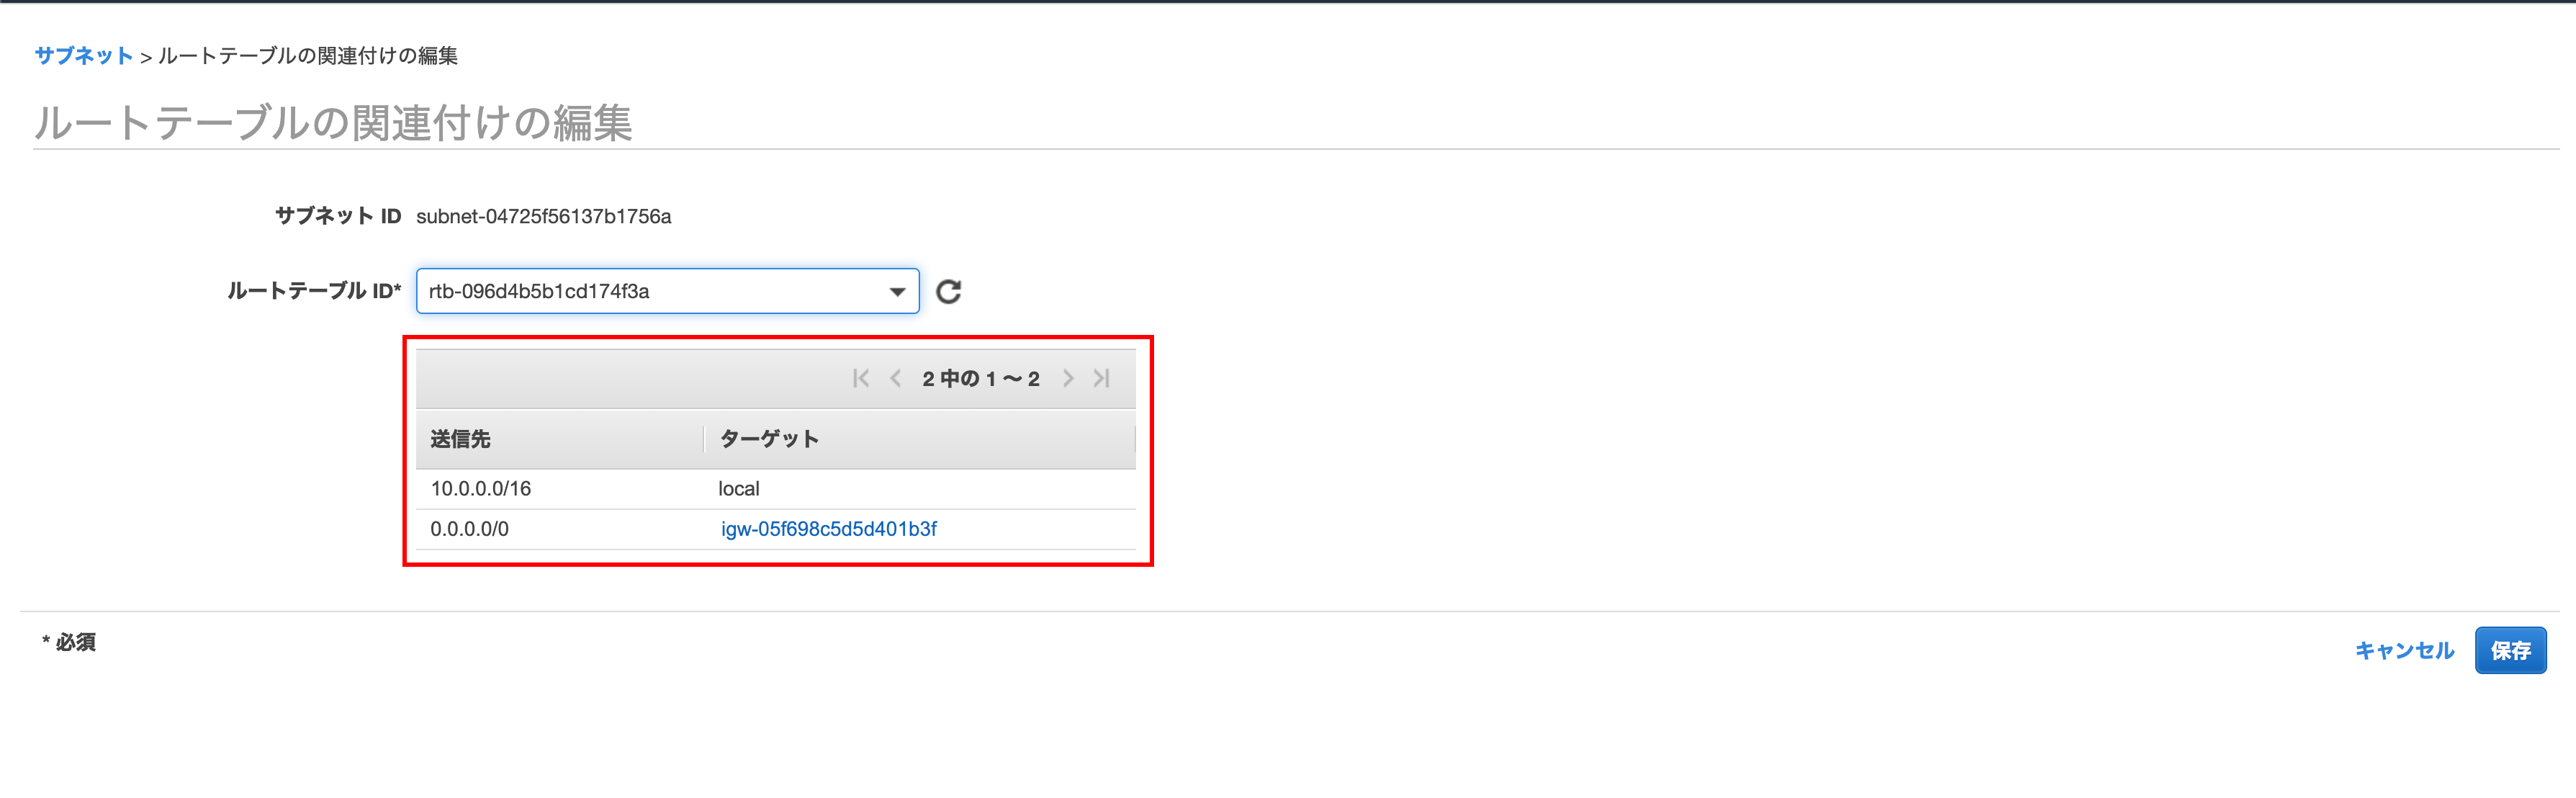 サブネット > ルートテーブルの関連付けの編集
ルートテーブルの関連付けの編集
サブネット ID subnet-04725f56137b1756a
ルートテーブル ID* rtb-096d4b5b1cd174f3a
2 中の 1 〜 2
送信先 ターゲット
10.0.0.0/16 local
0.0.0.0/0 igw-05f698c5d5d401b3f
* 必須
キャンセル 保存